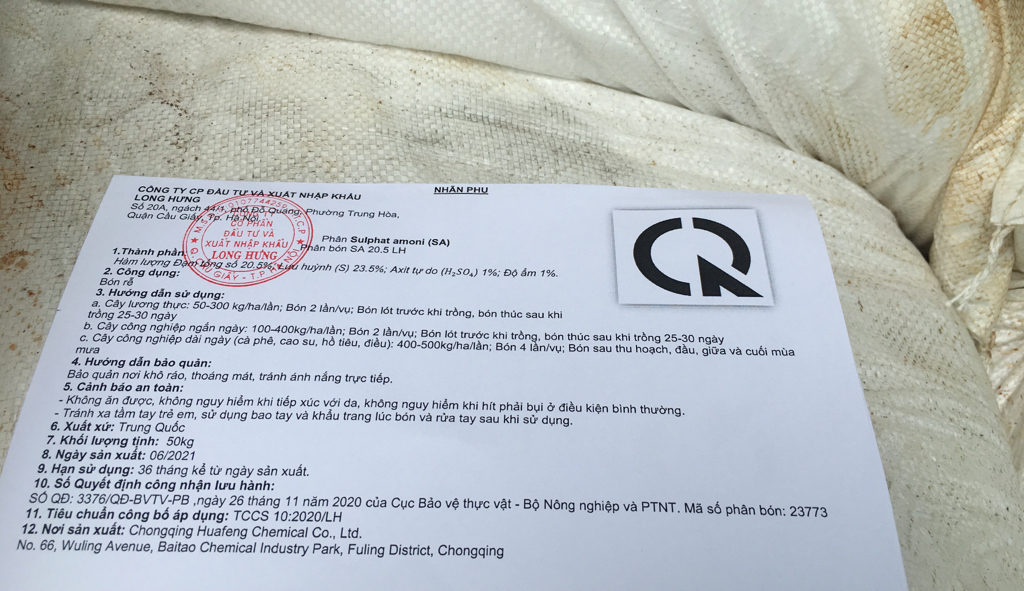 NHÃN PHỤ
CÔNG TY CP ĐẦU TƯ VÀ XUẤT NHẬP KHẨU
LONG HƯNG
Số 20A, ngách 44/1, phố Đỗ Quang, Phường Trung Hòa,
Quận Cầu Giấy, Tp. Hà Nội
CỔ PHẦN
ĐẦU TƯ VÀ
XUẤT NHẬP KHẨU
LONG HƯNG
Phân Sulphat amoni (SA)
Phân bón SA 20.5 LH
1.Thành phần:
Hàm lượng Đạm tổng số 20.5%; Lưu huỳnh (S) 23.5%; Axit tự do (H₂SO₄) 1%; Độ ẩm 1%.
2. Công dụng:
Bón rễ
3. Hướng dẫn sử dụng:
a. Cây lương thực: 50-300 kg/ha/lần; Bón 2 lần/vụ; Bón lót trước khi trồng, bón thúc sau khi
trồng 25-30 ngày
b. Cây công nghiệp ngắn ngày: 100-400kg/ha/lần; Bón 2 lần/vụ; Bón lót trước khi trồng, bón thúc sau khi trồng 25-30 ngày
c. Cây công nghiệp dài ngày (cà phê, cao su, hồ tiêu, điều): 400-500kg/ha/lần; Bón 4 lần/vụ; Bón sau thu hoạch, đầu, giữa và cuối mùa
mưa
4. Hướng dẫn bảo quản:
Bảo quản nơi khô ráo, thoáng mát, tránh ánh nắng trực tiếp.
5. Cảnh báo an toàn:
- Không ăn được, không nguy hiểm khi tiếp xúc với da, không nguy hiểm khi hít phải bụi ở điều kiện bình thường.
- Tránh xa tầm tay trẻ em, sử dụng bao tay và khẩu trang lúc bón và rửa tay sau khi sử dụng.
6. Xuất xứ: Trung Quốc
7. Khối lượng tịnh: 50kg
8. Ngày sản xuất: 06/2021
9. Hạn sử dụng: 36 tháng kể từ ngày sản xuất.
10. Số Quyết định công nhận lưu hành:
SỐ QĐ: 3376/QĐ-BVTV-PB ,ngày 26 tháng 11 năm 2020 của Cục Bảo vệ thực vật - Bộ Nông nghiệp và PTNT. Mã số phân bón: 23773
11. Tiêu chuẩn công bố áp dụng: TCCS 10:2020/LH
12. Nơi sản xuất: Chongqing Huafeng Chemical Co., Ltd.
No. 66, Wuling Avenue, Baitao Chemical Industry Park, Fuling District, Chongqing